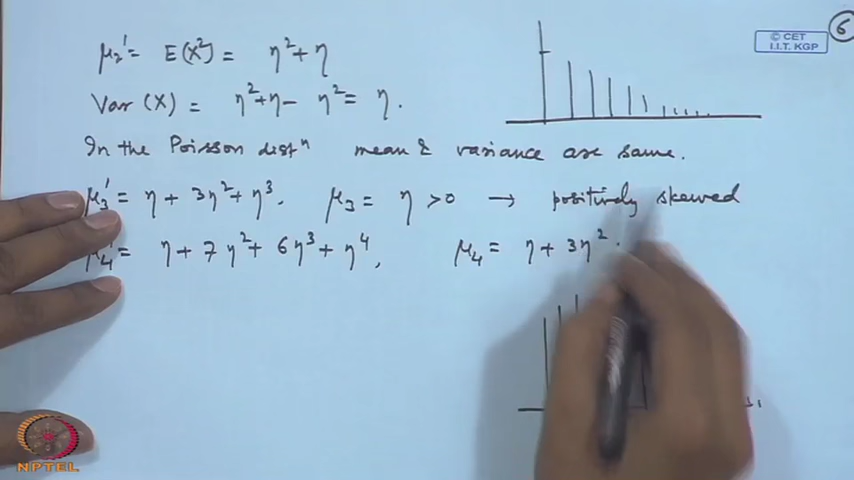 6
© CET
I.I.T. KGP
μ₂' = E(X²) = η² + η
Var (X) = η² + η − η² = η.
In the Poisson distⁿ mean & variance are same.
μ₃' = η + 3η² + η³. μ₃ = η > 0 → positively skewed
μ₄' = η + 7η² + 6η³ + η⁴, μ₄ = η + 3η².
NPTEL